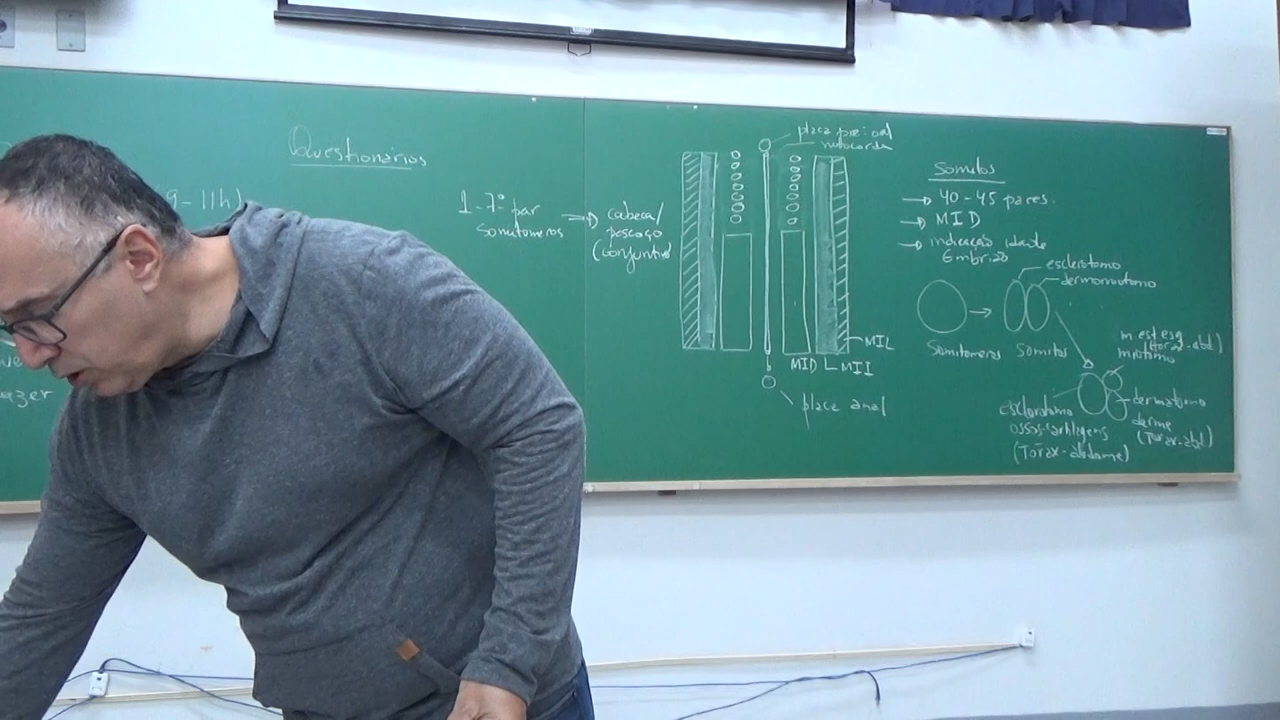 Questionários
9-11h)
azer
1-7º par
somitômeros
cabeça/
pescoço
(conjuntivo)
placa pré-oral
notocorda
MIL
MID
MII
placa anal
Somitos
40-45 pares.
MID
indicação idade
Embrião
esclerótomo
dermomiótomo
Somitômeros
Somitos
m est esq
(Tórax-abd)
miótomo
esclerótomo
ossos-cartilagens
(Tórax-abdome)
dermátomo
derme
(Tórax-abd)